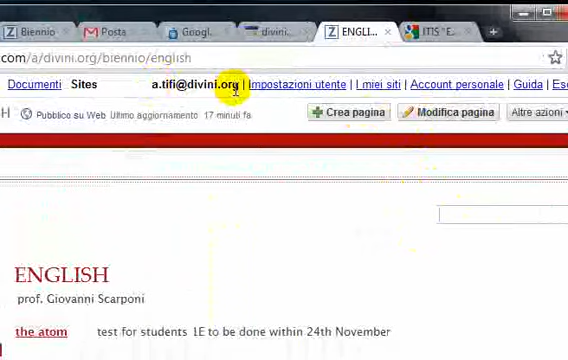 Biennio Posta Googl. divini. ENGLI. ITIS "E.
com/a/divini.org/biennio/english
Documenti Sites a.tifi@divini.org | Impostazioni utente | I miei siti | Account personale | Guida | Esc
H Pubblico su Web Ultimo aggiornamento 17 minuti fa Crea pagina Modifica pagina Altre azioni
ENGLISH
prof. Giovanni Scarponi
the atom test for students 1E to be done within 24th November